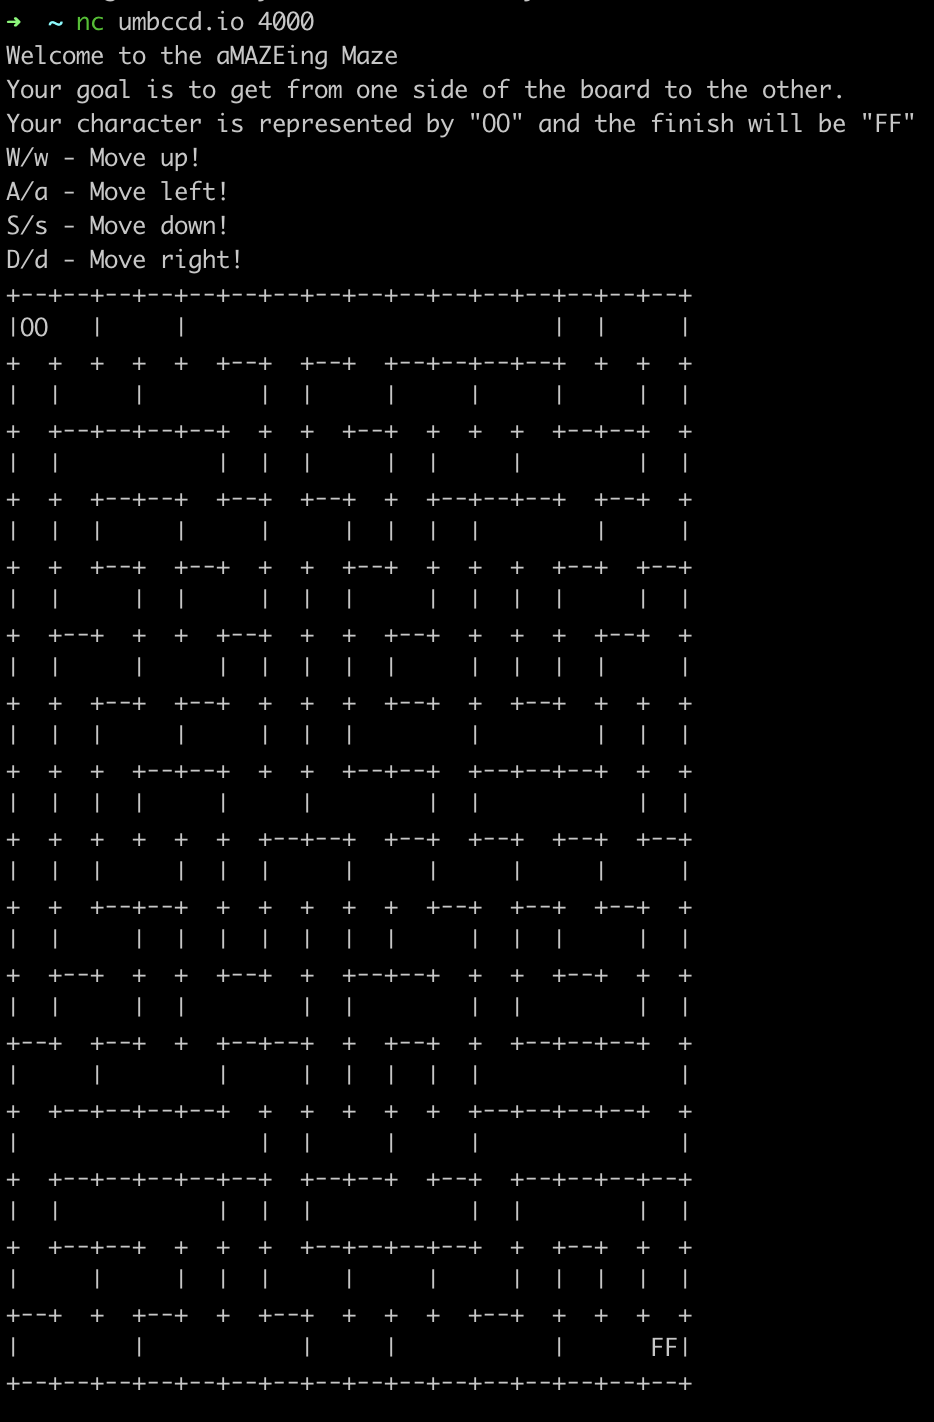 ➜  ~ nc umbccd.io 4000
Welcome to the aMAZEing Maze
Your goal is to get from one side of the board to the other.
Your character is represented by "OO" and the finish will be "FF"
W/w - Move up!
A/a - Move left!
S/s - Move down!
D/d - Move right!
+--+--+--+--+--+--+--+--+--+--+--+--+--+--+--+--+
|OO   |     |                          |  |     |
+  +  +  +  +  +--+  +--+  +--+--+--+--+  +  +  +
|  |     |        |  |     |     |     |     |  |
+  +--+--+--+--+  +  +  +--+  +  +  +  +--+--+  +
|  |           |  |  |     |  |     |        |  |
+  +  +--+--+  +--+  +--+  +  +--+--+--+  +--+  +
|  |  |     |     |     |  |  |  |        |     |
+  +  +--+  +--+  +  +  +--+  +  +  +  +--+  +--+
|  |     |  |     |  |  |     |  |  |  |     |  |
+  +--+  +  +  +--+  +  +  +--+  +  +  +  +--+  +
|  |     |     |  |  |  |  |     |  |  |  |     |
+  +  +--+  +--+  +  +  +  +--+  +  +--+  +  +  +
|  |  |     |     |  |  |        |        |  |  |
+  +  +  +--+--+  +  +  +--+--+  +--+--+--+  +  +
|  |  |  |     |     |        |  |           |  |
+  +  +  +  +  +  +--+--+  +--+  +--+  +--+  +--+
|  |  |     |  |  |     |     |     |     |     |
+  +  +--+--+  +  +  +  +  +  +--+  +--+  +--+  +
|  |     |  |  |  |  |  |  |     |  |  |     |  |
+  +--+  +  +  +--+  +  +--+--+  +  +  +--+  +  +
|  |     |  |        |  |        |  |        |  |
+--+  +--+  +  +--+--+  +  +--+  +  +--+--+--+  +
|     |        |     |  |  |  |  |              |
+  +--+--+--+--+  +  +  +  +  +  +--+--+--+--+  +
|                 |  |     |     |              |
+  +--+--+--+--+--+  +--+--+  +--+  +--+--+--+--+
|  |           |  |  |           |  |        |  |
+  +--+--+  +  +  +  +--+--+--+--+  +  +--+  +  +
|     |     |  |  |     |     |     |  |  |  |  |
+--+  +  +--+  +  +--+  +  +  +  +--+  +  +  +  +
|        |           |     |           |      FF|
+--+--+--+--+--+--+--+--+--+--+--+--+--+--+--+--+